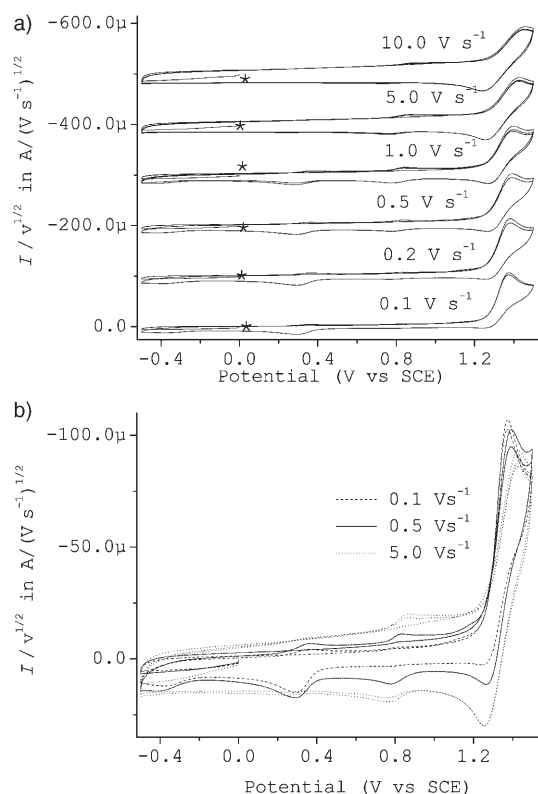 a)
-600.0μ
-400.0μ
-200.0μ
0.0
I / v^1/2 in A/(V s^-1)^1/2
10.0 V s^-1
5.0 V s^-1
1.0 V s^-1
0.5 V s^-1
0.2 V s^-1
0.1 V s^-1
-0.4 0.0 0.4 0.8 1.2
Potential (V vs SCE)
b)
-100.0μ
-50.0μ
0.0
I / v^1/2 in A/(V s^-1)^1/2
0.1 Vs^-1
0.5 Vs^-1
5.0 Vs^-1
-0.4 0.0 0.4 0.8 1.2
Potential (V vs SCE)